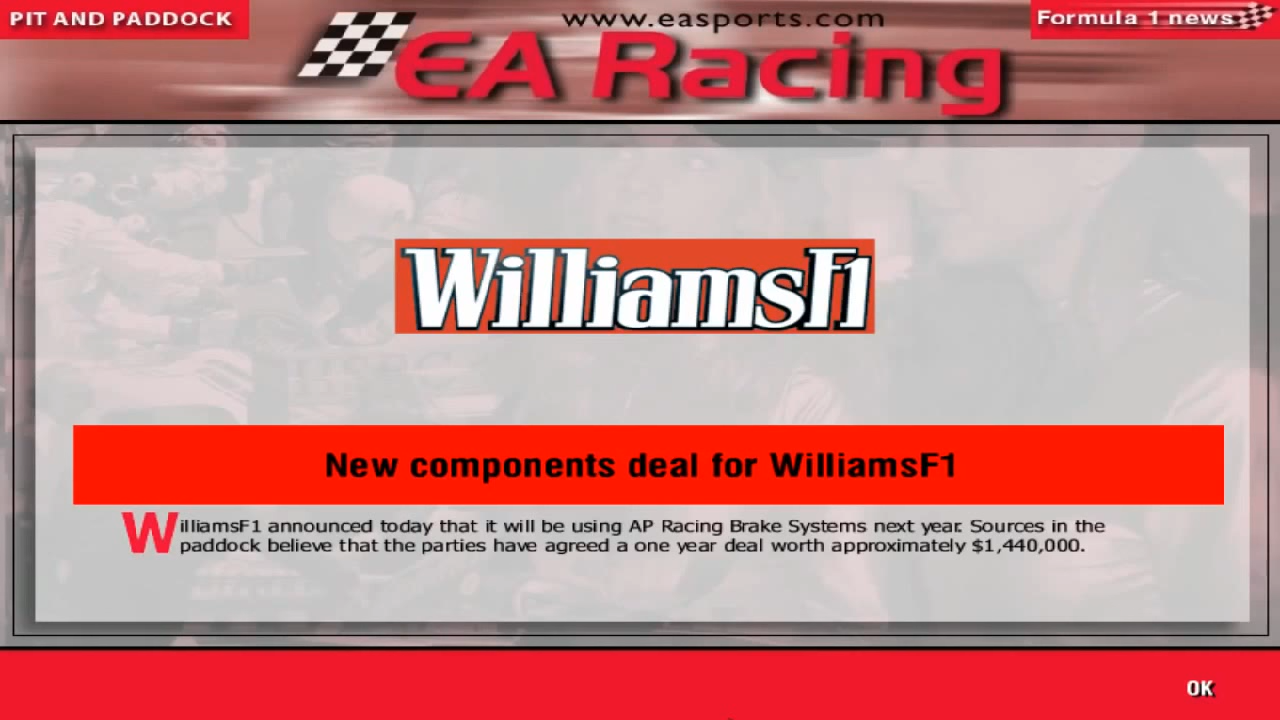 PIT AND PADDOCK
www.easports.com
Formula 1 news
EA Racing
WilliamsF1
New components deal for WilliamsF1
WilliamsF1 announced today that it will be using AP Racing Brake Systems next year. Sources in the
paddock believe that the parties have agreed a one year deal worth approximately $1,440,000.
OK